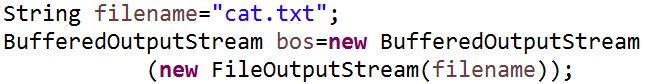 String filename="cat.txt";
BufferedOutputStream bos=new BufferedOutputStream
(new FileOutputStream(filename));